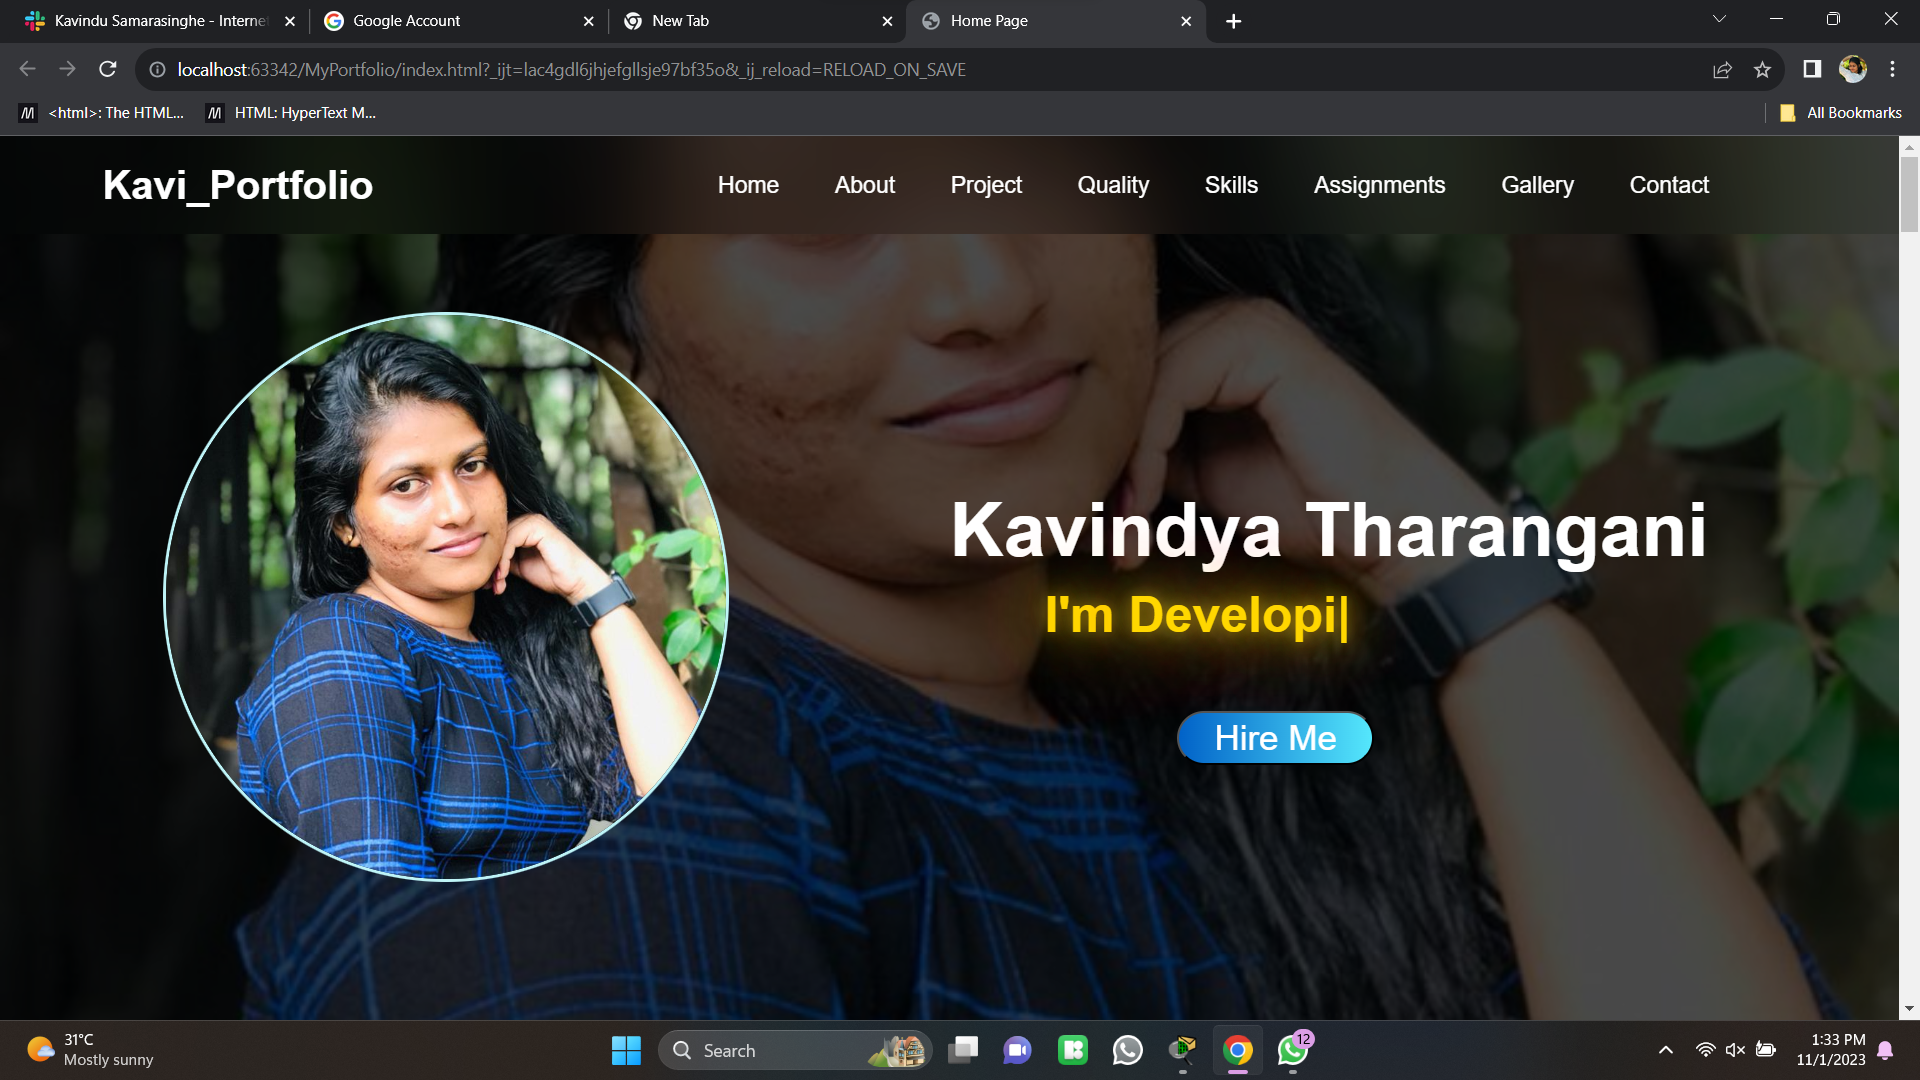 Kavindu Samarasinghe - Interne
Google Account
New Tab
Home Page
localhost:63342/MyPortfolio/index.html?_ijt=lac4gdl6jhjefgllsje97bf35o&_ij_reload=RELOAD_ON_SAVE
<html>: The HTML...
HTML: HyperText M...
All Bookmarks
Kavi_Portfolio
Home
About
Project
Quality
Skills
Assignments
Gallery
Contact
Kavindya Tharangani
I'm Developi|
Hire Me
31°C
Mostly sunny
Search
12
1:33 PM
11/1/2023